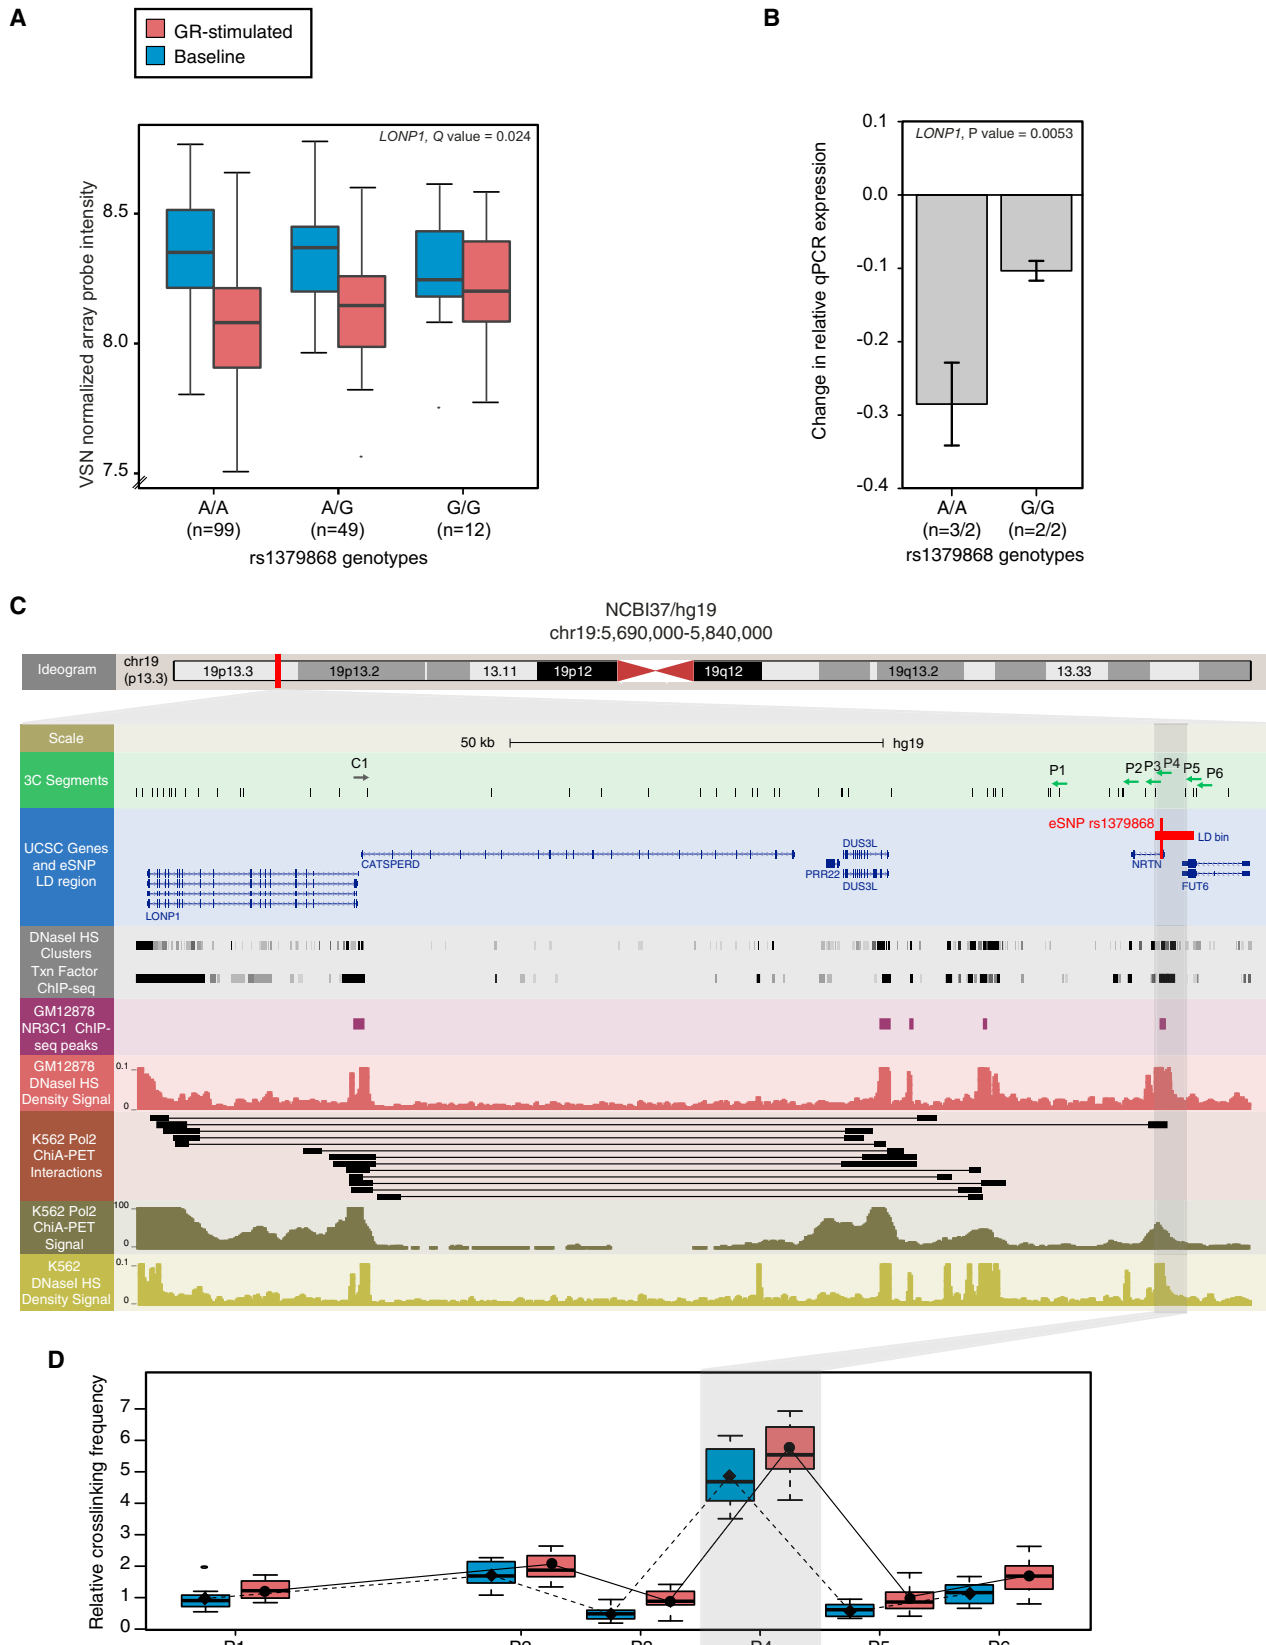 A
GR-stimulated
Baseline
LONP1, Q value = 0.024
VSN normalized array probe intensity
8.5
8.0
7.5
A/A
(n=99)
A/G
(n=49)
G/G
(n=12)
rs1379868 genotypes
B
LONP1, P value = 0.0053
Change in relative qPCR expression
0.1
0.0
-0.1
-0.2
-0.3
-0.4
A/A
(n=3/2)
G/G
(n=2/2)
rs1379868 genotypes
C
NCBI37/hg19
chr19:5,690,000-5,840,000
Ideogram
chr19
(p13.3)
19p13.3
19p13.2
13.11
19p12
19q12
19q13.2
13.33
Scale
50 kb
hg19
3C Segments
C1
P1
P2
P3
P4
P5
P6
UCSC Genes
and eSNP
LD region
eSNP rs1379868
LD bin
CATSPERD
DUS3L
PRR22
DUS3L
NRTN
FUT6
LONP1
DNaseI HS
Clusters
Txn Factor
ChIP-seq
GM12878
NR3C1 ChIP-
seq peaks
GM12878
DNaseI HS
Density Signal
0.1
0
K562 Pol2
ChiA-PET
Interactions
K562 Pol2
ChiA-PET
Signal
100
0
K562
DNaseI HS
Density Signal
0.1
0
D
Relative crosslinking frequency
7
6
5
4
3
2
1
0
P1
P2
P3
P4
P5
P6